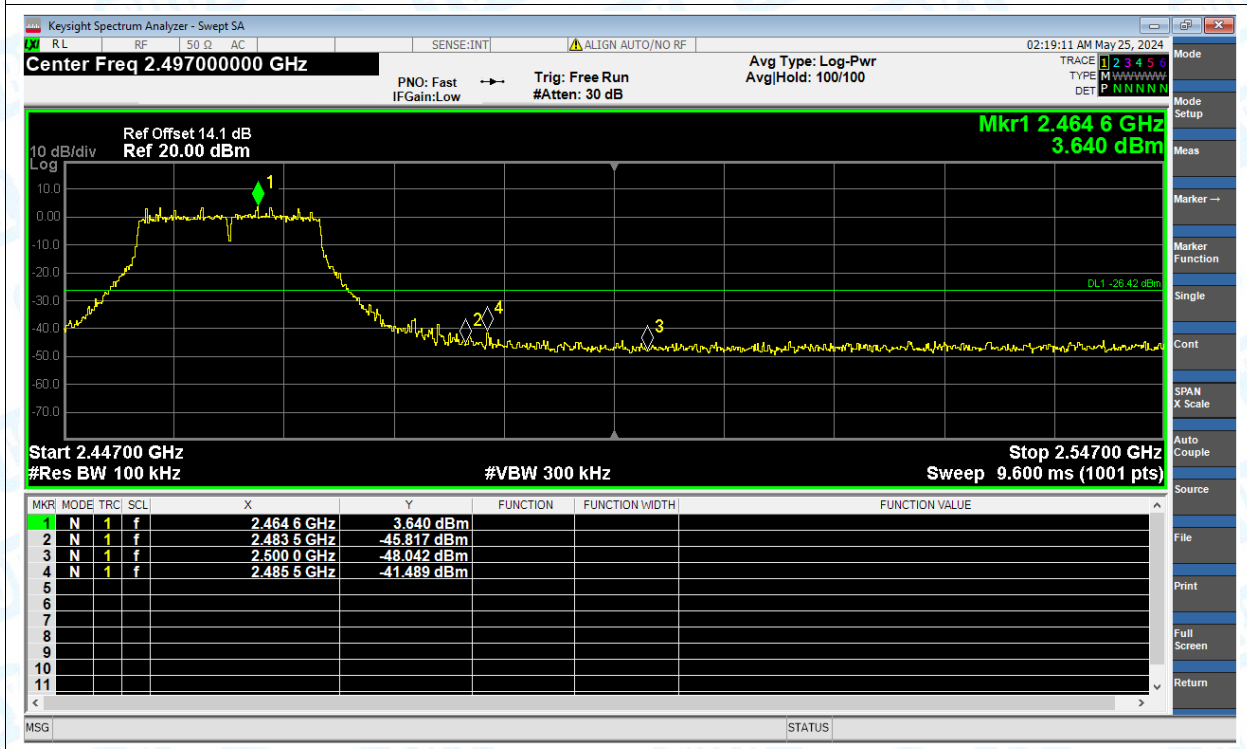 Keysight Spectrum Analyzer - Swept SA
LXI RL RF 50 Ω AC SENSE:INT ALIGN AUTO/NO RF 02:19:11 AM May 25, 2024
Center Freq 2.497000000 GHz
PNO: Fast
IFGain:Low
Trig: Free Run
#Atten: 30 dB
Avg Type: Log-Pwr
Avg|Hold: 100/100
TRACE 1 2 3 4 5 6
TYPE M WWWWW
DET P N N N N N
Mkr1 2.464 6 GHz
3.640 dBm
Ref Offset 14.1 dB
10 dB/div Ref 20.00 dBm
Log
10.0
0.00
-10.0
-20.0
-30.0
-40.0
-50.0
-60.0
-70.0
1
2
4
3
DL1 -26.42 dBm
Start 2.44700 GHz Stop 2.54700 GHz
#Res BW 100 kHz #VBW 300 kHz Sweep 9.600 ms (1001 pts)
MKR MODE TRC SCL X Y FUNCTION FUNCTION WIDTH FUNCTION VALUE
1 N 1 f 2.464 6 GHz 3.640 dBm
2 N 1 f 2.483 5 GHz -45.817 dBm
3 N 1 f 2.500 0 GHz -48.042 dBm
4 N 1 f 2.485 5 GHz -41.489 dBm
5
6
7
8
9
10
11
MSG STATUS
Mode
Mode
Setup
Meas
Marker →
Marker
Function
Single
Cont
SPAN
X Scale
Auto
Couple
Source
File
Print
Full
Screen
Return